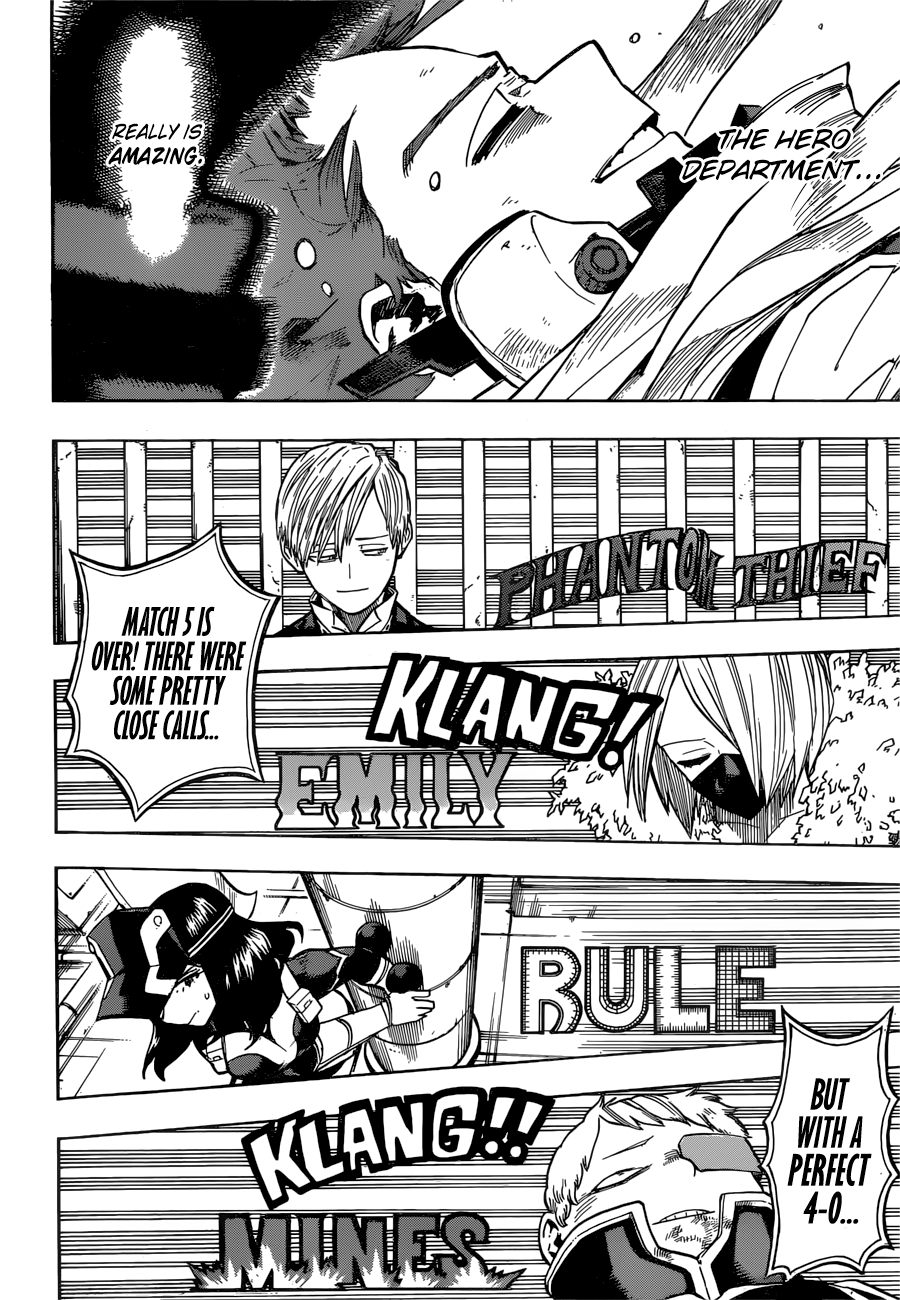 THE HERO
DEPARTMENT...
REALLY IS
AMAZING.
PHANTOM THIEF
MATCH 5 IS
OVER! THERE WERE
SOME PRETTY
CLOSE CALLS...
KLANG!
EMILY
RULE
BUT
WITH A
PERFECT
4-0...
KLANG!!
MINES